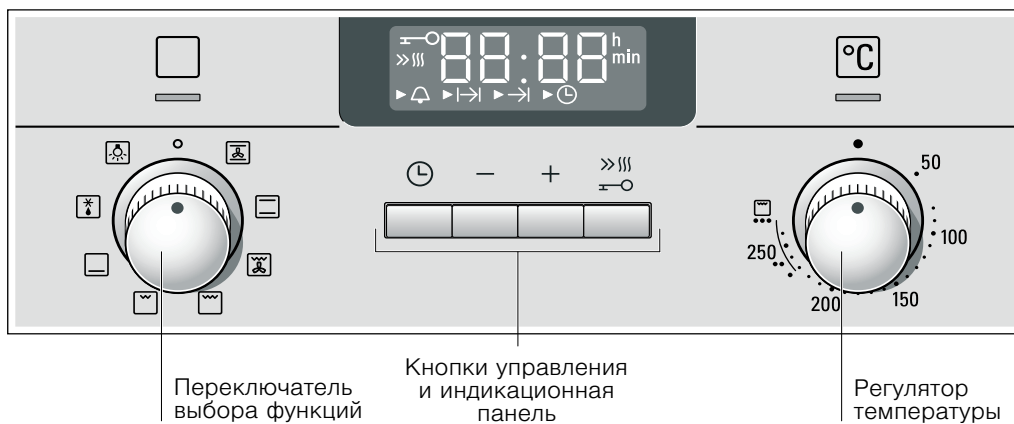 88:88 h
min
°C
50
100
150
200
250
Переключатель
выбора функций
Кнопки управления
и индикационная
панель
Регулятор
температуры